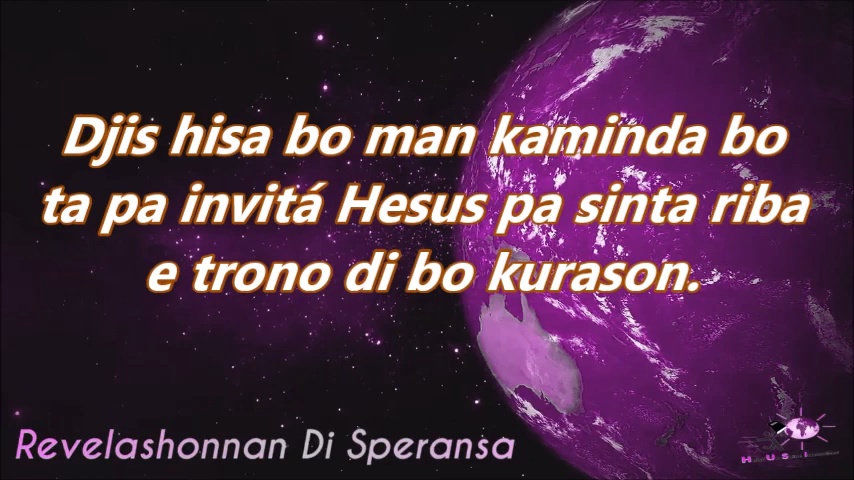 Djis hisa bo man kaminda bo
ta pa invitá Hesus pa sinta riba
e trono di bo kurason.
Revelashonnan Di Speransa